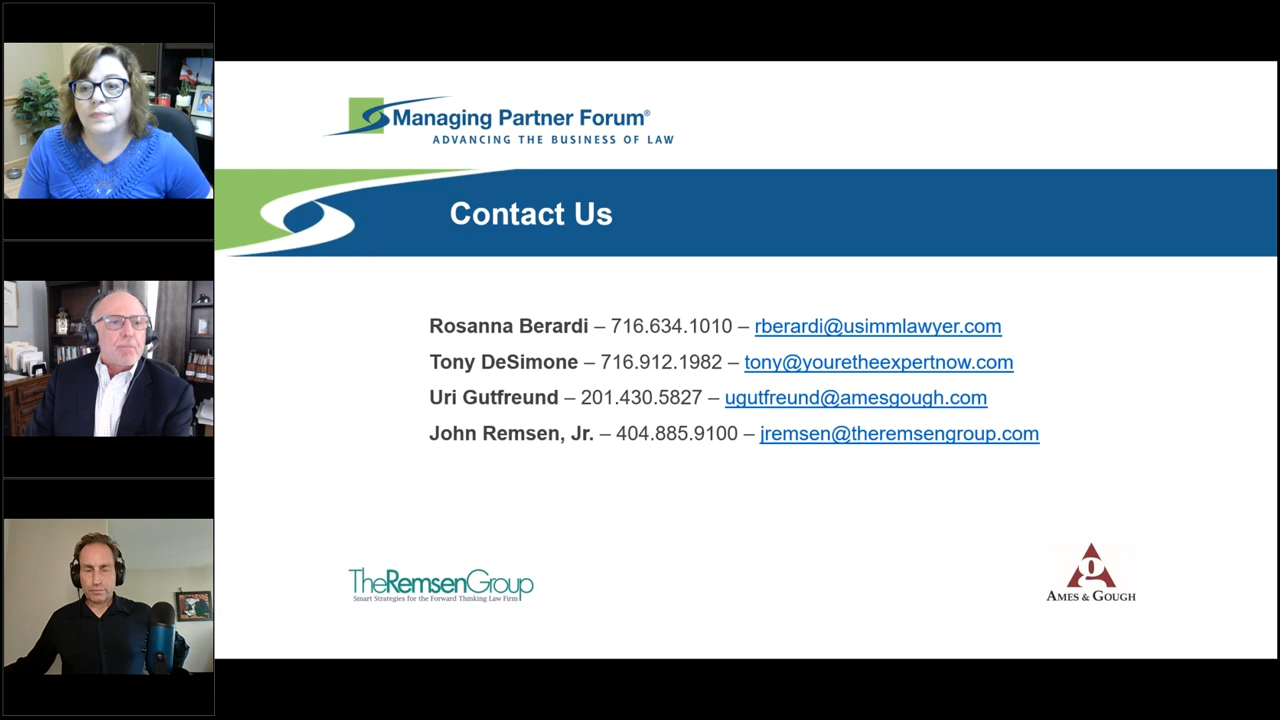 Managing Partner Forum®
ADVANCING THE BUSINESS OF LAW
Contact Us
Rosanna Berardi – 716.634.1010 – rberardi@usimmlawyer.com
Tony DeSimone – 716.912.1982 – tony@youretheexpertnow.com
Uri Gutfreund – 201.430.5827 – ugutfreund@amesgough.com
John Remsen, Jr. – 404.885.9100 – jremsen@theremsengroup.com
TheRemsenGroup
Smart Strategies for the Forward Thinking Law Firm
Ag
AMES & GOUGH